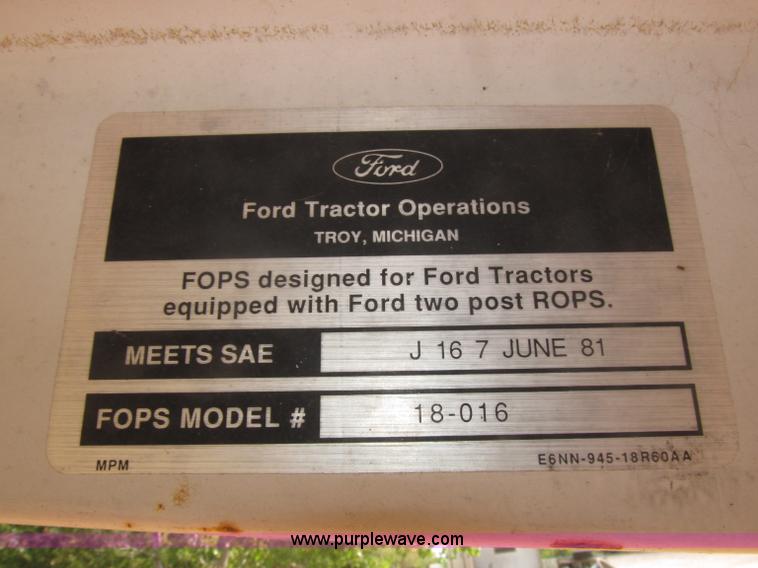 Ford
Ford Tractor Operations
TROY, MICHIGAN
FOPS designed for Ford Tractors
equipped with Ford two post ROPS.
MEETS SAE J 16 7 JUNE 81
FOPS MODEL # 18-016
MPM E6NN-945-18R60AA
www.purplewave.com